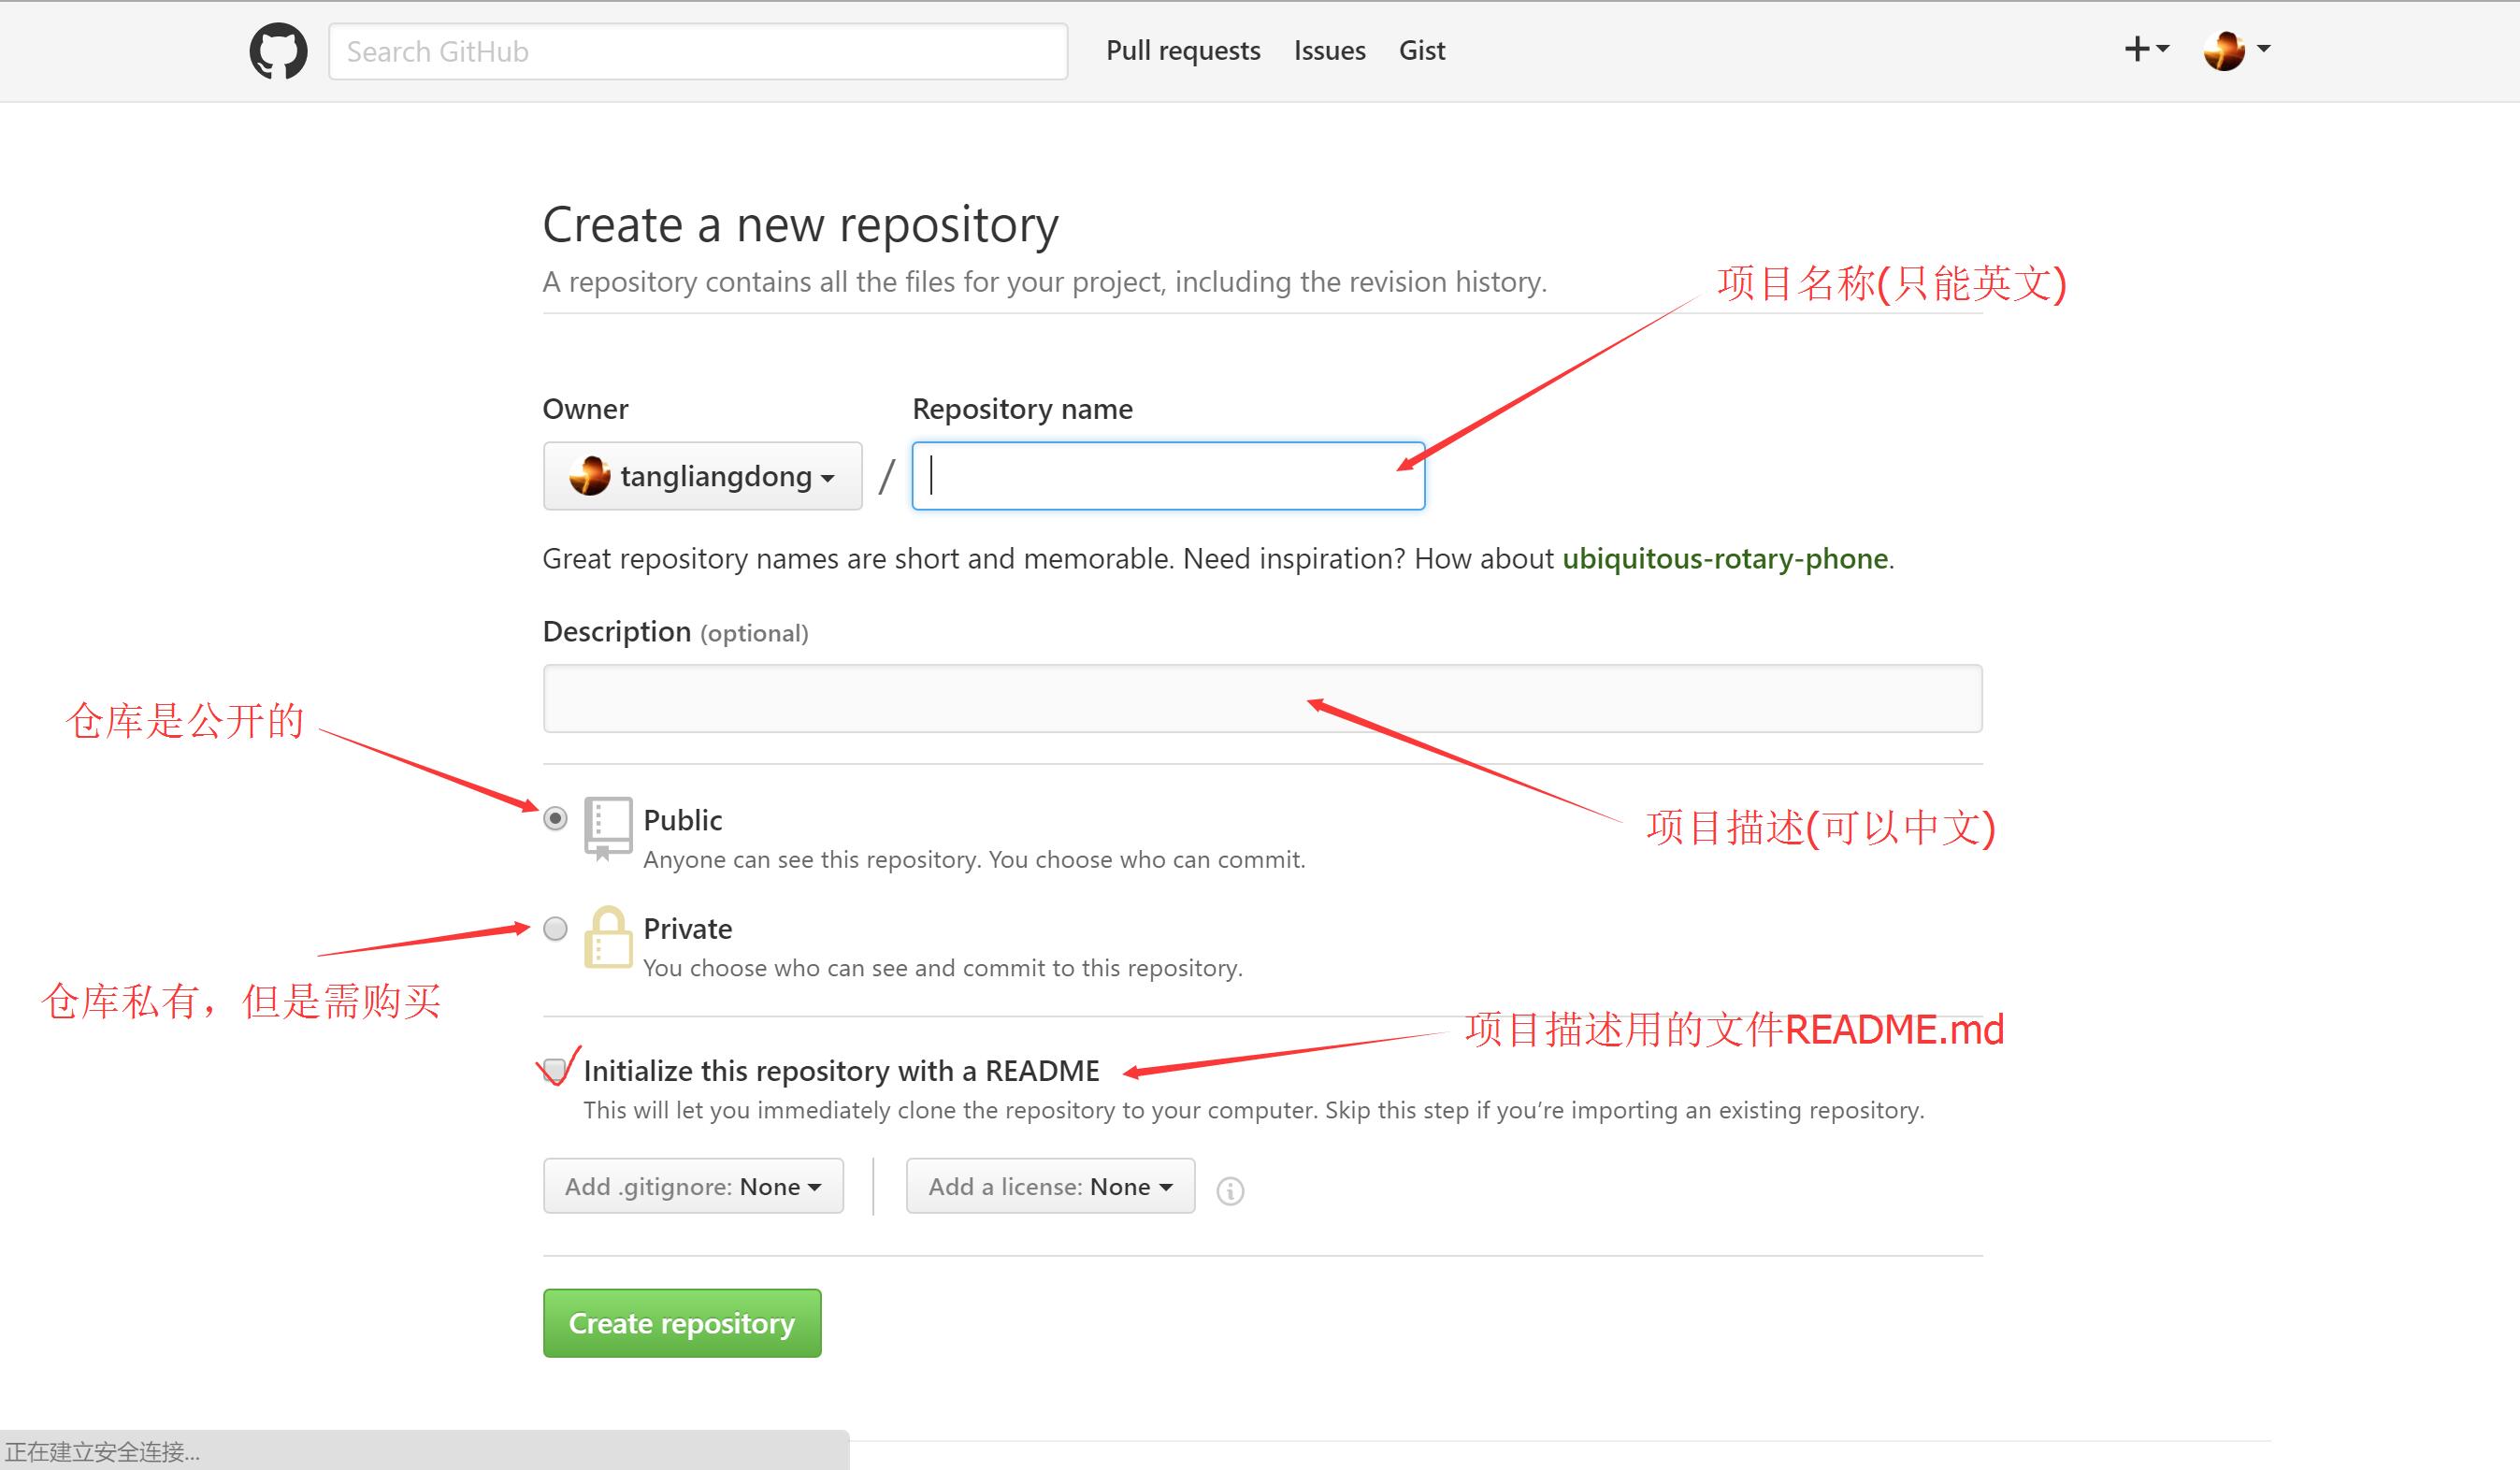 Search GitHub
Pull requests Issues Gist
Create a new repository
A repository contains all the files for your project, including the revision history.
项目名称(只能英文)
Owner Repository name
tangliangdong /
Great repository names are short and memorable. Need inspiration? How about ubiquitous-rotary-phone.
Description (optional)
仓库是公开的
Public
项目描述(可以中文)
Anyone can see this repository. You choose who can commit.
Private
You choose who can see and commit to this repository.
仓库私有，但是需购买
项目描述用的文件README.md
Initialize this repository with a README
This will let you immediately clone the repository to your computer. Skip this step if you’re importing an existing repository.
Add .gitignore: None Add a license: None
Create repository
正在建立安全连接...